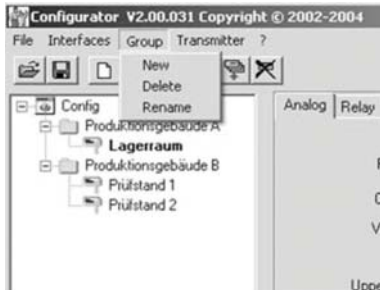 Configurator V2.00.031 Copyright © 2002-2004
File Interfaces Group Transmitter ?
New
Delete
Rename
Config
Produktionsgebäude A
Lagerraum
Produktionsgebäude B
Prüfstand 1
Prüfstand 2
Analog Relay
Uppe